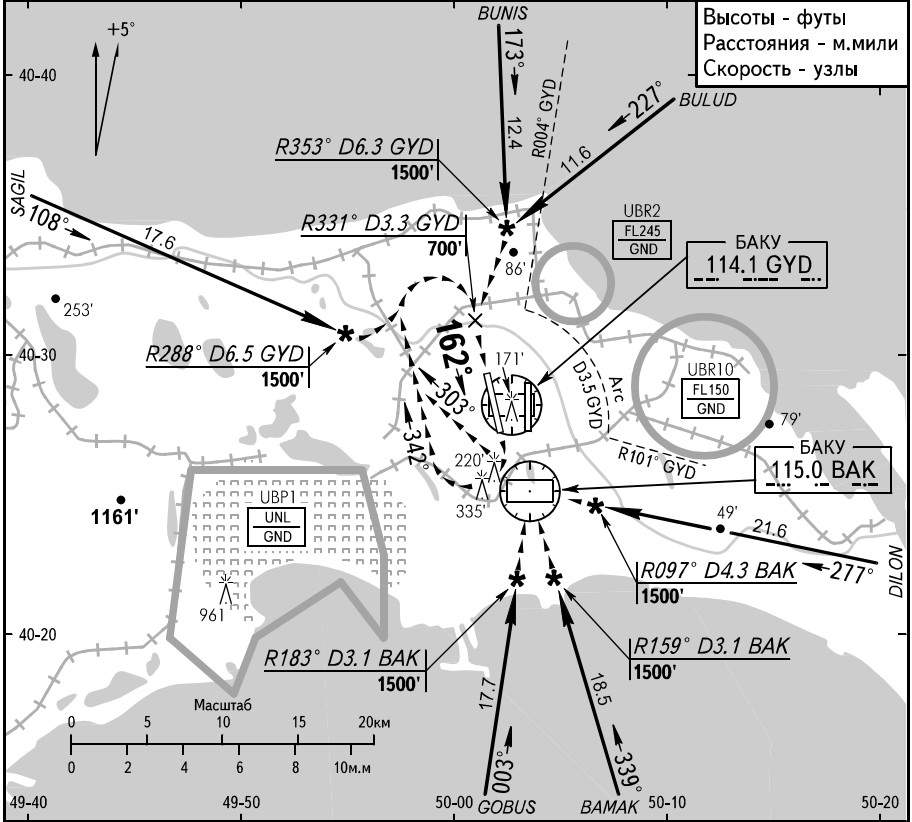 Высоты - футы
Расстояния - м.мили
Скорость - узлы
+5°
BUNIS
173°
12.4
R004° GYD
BULUD
227°
11.6
40-40
R353° D6.3 GYD
1500'
SAGIL
108°
17.6
R331° D3.3 GYD
700'
86'
UBR2
FL245
GND
БАКУ
114.1 GYD
253'
40-30
R288° D6.5 GYD
1500'
162°
171'
Arc
D3.5 GYD
UBR10
FL150
GND
79'
303°
342°
R101° GYD
220'
335'
БАКУ
115.0 BAK
1161'
UBP1
UNL
GND
49'
21.6
277°
DILON
R097° D4.3 BAK
1500'
961'
40-20
R183° D3.1 BAK
1500'
R159° D3.1 BAK
1500'
17.7
18.5
003°
339°
GOBUS
BAMAK
Масштаб
0 5 10 15 20км
0 2 4 6 8 10м.м
49-40 49-50 50-00 50-10 50-20